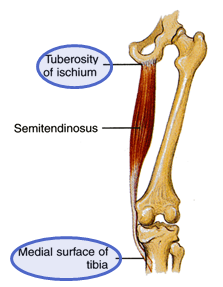 Tuberosity
of ischium
Semitendinosus
Medial surface of
tibia